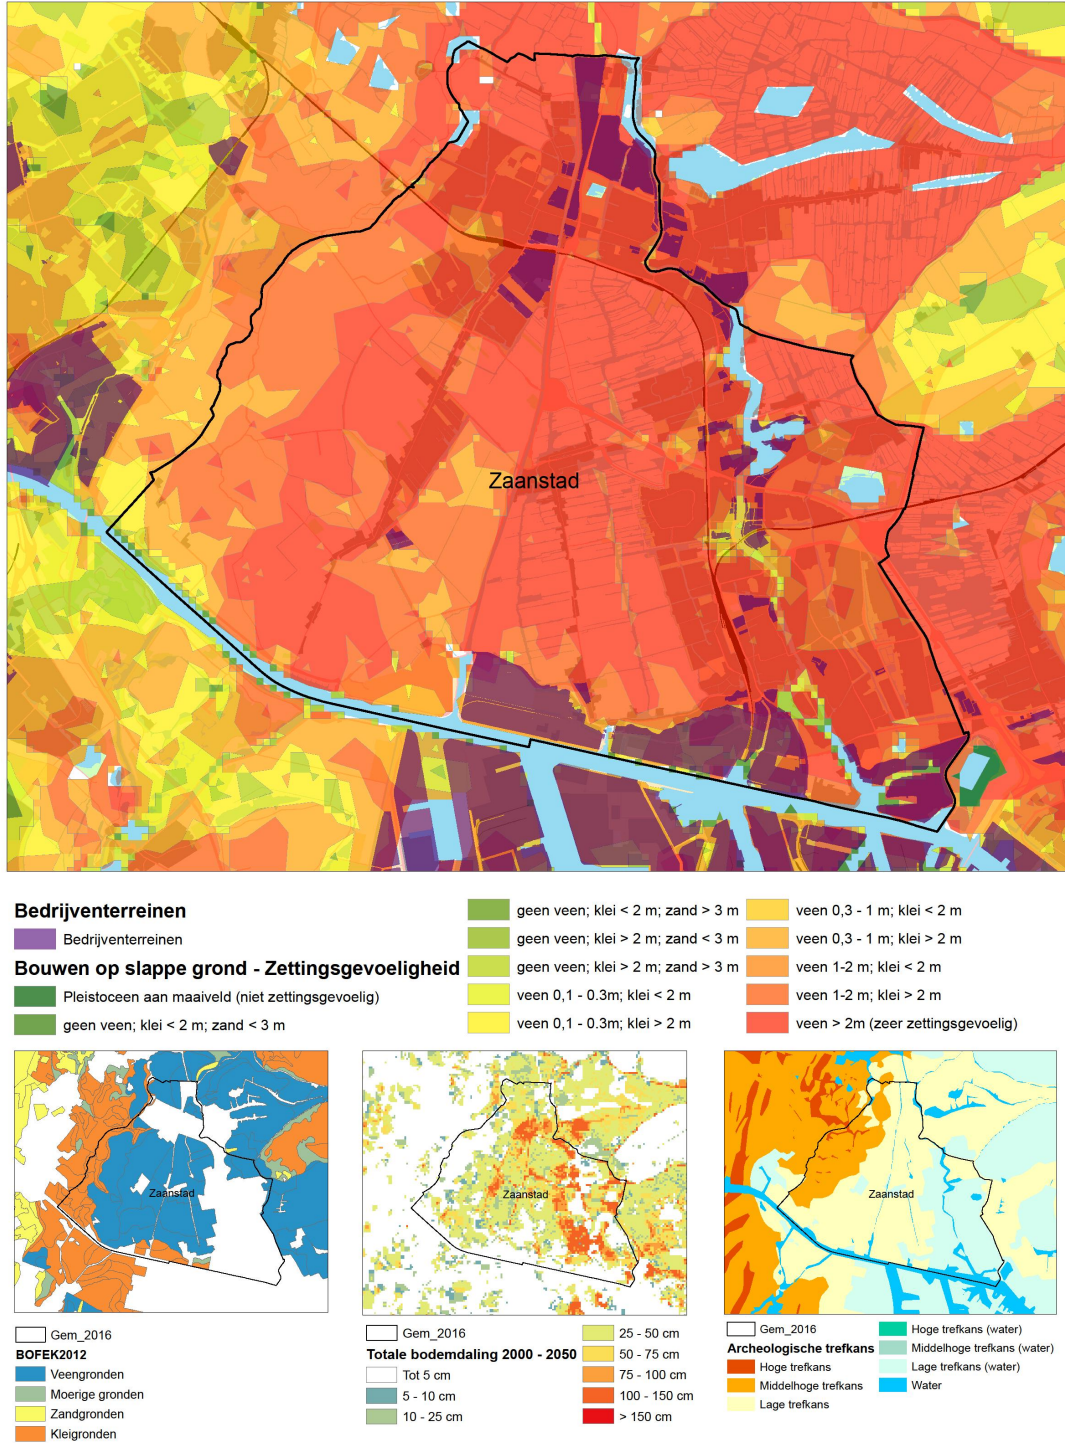 Zaanstad
Bedrijventerreinen
Bedrijventerreinen
Bouwen op slappe grond - Zettingsgevoeligheid
Pleistoceen aan maaiveld (niet zettingsgevoelig)
geen veen; klei < 2 m; zand < 3 m
geen veen; klei < 2 m; zand > 3 m
geen veen; klei > 2 m; zand < 3 m
geen veen; klei > 2 m; zand > 3 m
veen 0,1 - 0.3m; klei < 2 m
veen 0,1 - 0.3m; klei > 2 m
veen 0,3 - 1 m; klei < 2 m
veen 0,3 - 1 m; klei > 2 m
veen 1-2 m; klei < 2 m
veen 1-2 m; klei > 2 m
veen > 2m (zeer zettingsgevoelig)
Zaanstad
Gem_2016
BOFEK2012
Veengronden
Moerige gronden
Zandgronden
Kleigronden
Zaanstad
Gem_2016
Totale bodemdaling 2000 - 2050
Tot 5 cm
5 - 10 cm
10 - 25 cm
25 - 50 cm
50 - 75 cm
75 - 100 cm
100 - 150 cm
> 150 cm
Zaanstad
Gem_2016
Archeologische trefkans
Hoge trefkans
Middelhoge trefkans
Lage trefkans
Hoge trefkans (water)
Middelhoge trefkans (water)
Lage trefkans (water)
Water